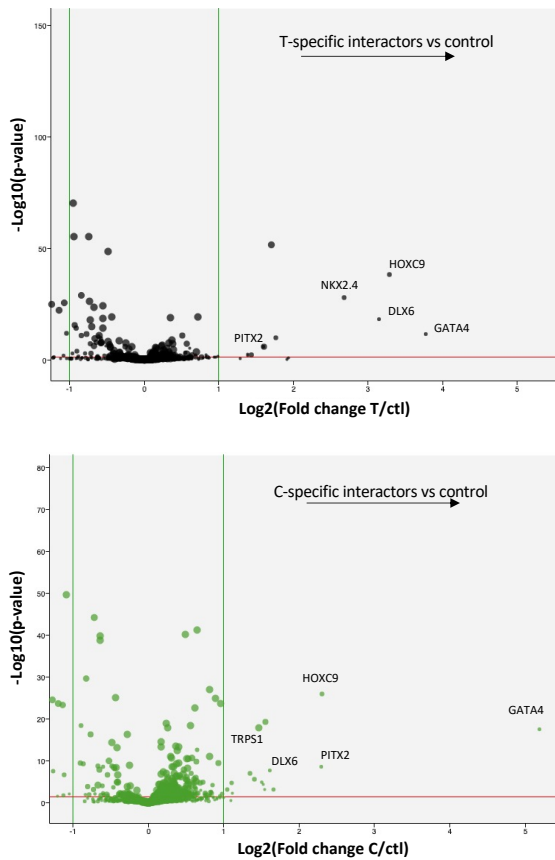 150
T-specific interactors vs control
100
-Log10(p-value)
50
HOXC9
NKX2.4
DLX6
GATA4
PITX2
0
-1 0 1 2 3 4 5
Log2(Fold change T/ctl)
80
C-specific interactors vs control
70
60
-Log10(p-value)
50
40
30
HOXC9
20
GATA4
TRPS1
PITX2
DLX6
10
0
-1 0 1 2 3 4 5
Log2(Fold change C/ctl)